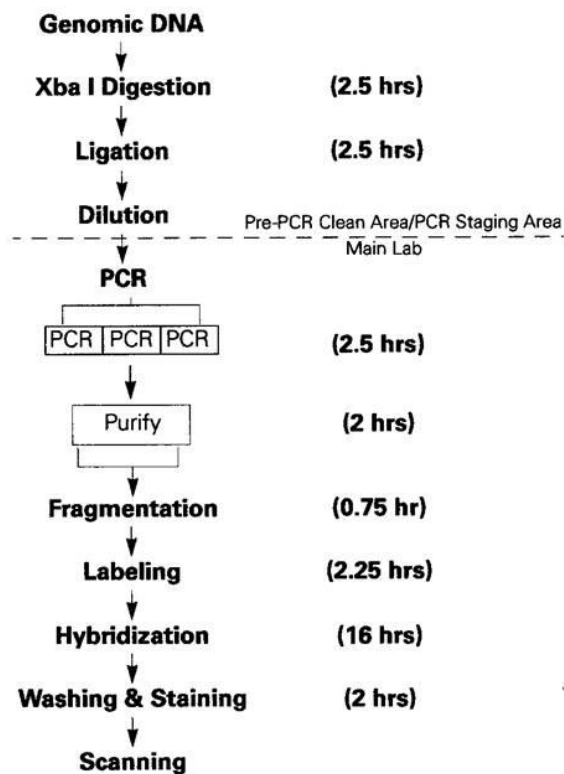 Genomic DNA
Xba I Digestion (2.5 hrs)
Ligation (2.5 hrs)
Dilution Pre-PCR Clean Area/PCR Staging Area
Main Lab
PCR
PCR PCR PCR (2.5 hrs)
Purify (2 hrs)
Fragmentation (0.75 hr)
Labeling (2.25 hrs)
Hybridization (16 hrs)
Washing & Staining (2 hrs)
Scanning